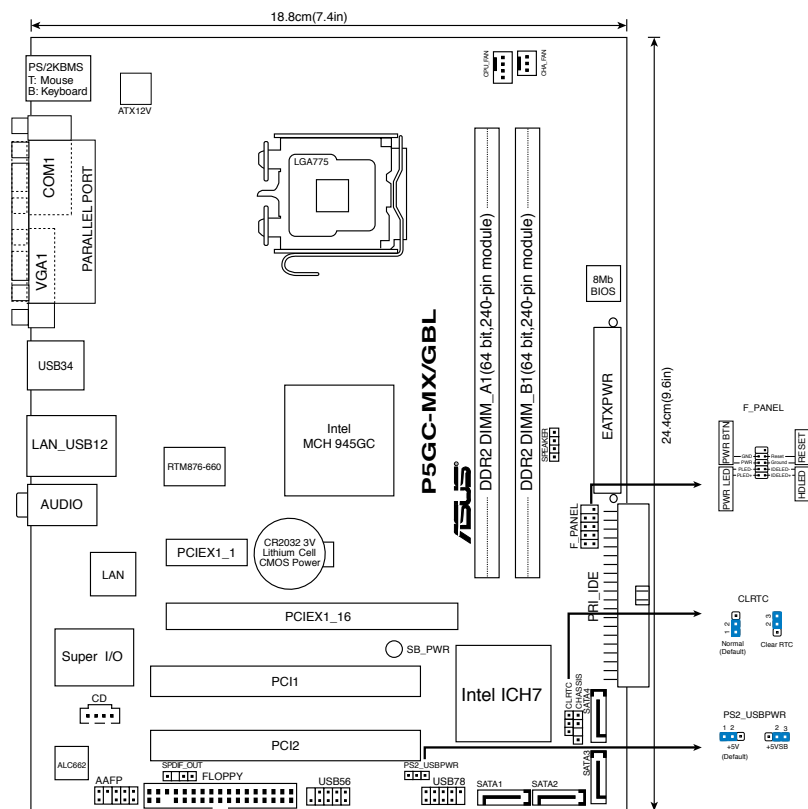 18.8cm(7.4in)
PS/2KBMS
T: Mouse
B: Keyboard
ATX12V
CPU_FAN
CHA_FAN
COM1
PARALLEL PORT
VGA1
LGA775
DDR2 DIMM_A1(64 bit,240-pin module)
DDR2 DIMM_B1(64 bit,240-pin module)
8Mb
BIOS
24.4cm(9.6in)
USB34
Intel
MCH 945GC
P5GC-MX/GBL
ASUS
EATXPWR
SPEAKER
F_PANEL
PWR BTN
PWR LED
GND
PWR
PLED-
PLED+
Reset
Ground
IDELED-
IDELED-
RESET
HDLED
LAN_USB12
RTM876-660
AUDIO
F_PANEL
PCIEX1_1
CR2032 3V
Lithium Cell
CMOS Power
LAN
PRI_IDE
PCIEX1_16
CLRTC
1 2
2 3
Normal
(Default)
Clear RTC
Super I/O
SB_PWR
Intel ICH7
PCI1
CLRTC
CHASSIS
SATA4
CD
PS2_USBPWR
1 2
2 3
+5V
(Default)
+5VSB
PCI2
ALC662
SPDIF_OUT
PS2_USBPWR
AAFP
FLOPPY
USB56
USB78
SATA1
SATA2
SATA3